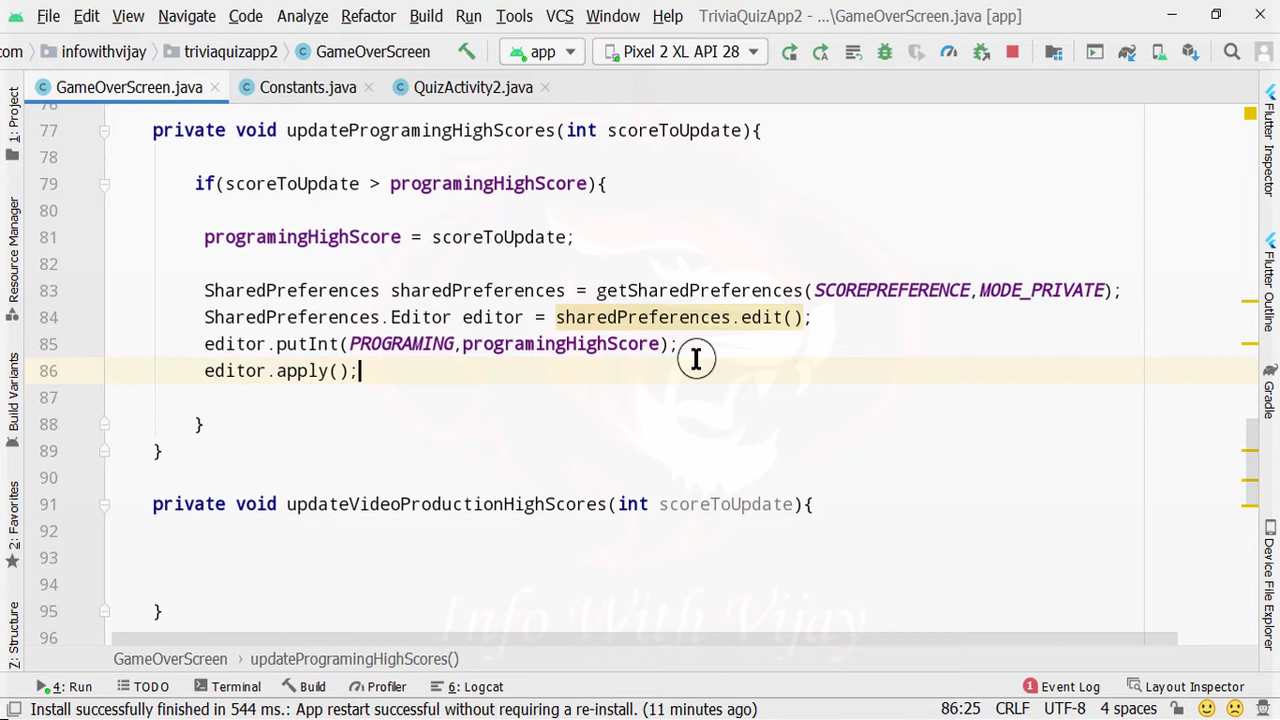 File Edit View Navigate Code Analyze Refactor Build Run Tools VCS Window Help TriviaQuizApp2 - ...\GameOverScreen.java [app]
om infowithvijay triviaquizapp2 GameOverScreen app Pixel 2 XL API 28
GameOverScreen.java Constants.java QuizActivity2.java
76
77 private void updateProgramingHighScores(int scoreToUpdate){
78
79 if(scoreToUpdate > programingHighScore){
80
81 programingHighScore = scoreToUpdate;
82
83 SharedPreferences sharedPreferences = getSharedPreferences(SCOREPREFERENCE,MODE_PRIVATE);
84 SharedPreferences.Editor editor = sharedPreferences.edit();
85 editor.putInt(PROGRAMING,programingHighScore);
86 editor.apply();
87
88 }
89 }
90
91 private void updateVideoProductionHighScores(int scoreToUpdate){
92
93
94
95 }
96
Info With Vijay
GameOverScreen updateProgramingHighScores()
1: Project
Resource Manager
Build Variants
2: Favorites
Z: Structure
Flutter Inspector
Flutter Outline
Gradle
Device File Explorer
4: Run TODO Terminal Build Profiler 6: Logcat 1 Event Log Layout Inspector
Install successfully finished in 544 ms.: App restart successful without requiring a re-install. (11 minutes ago) 86:25 CRLF UTF-8 4 spaces